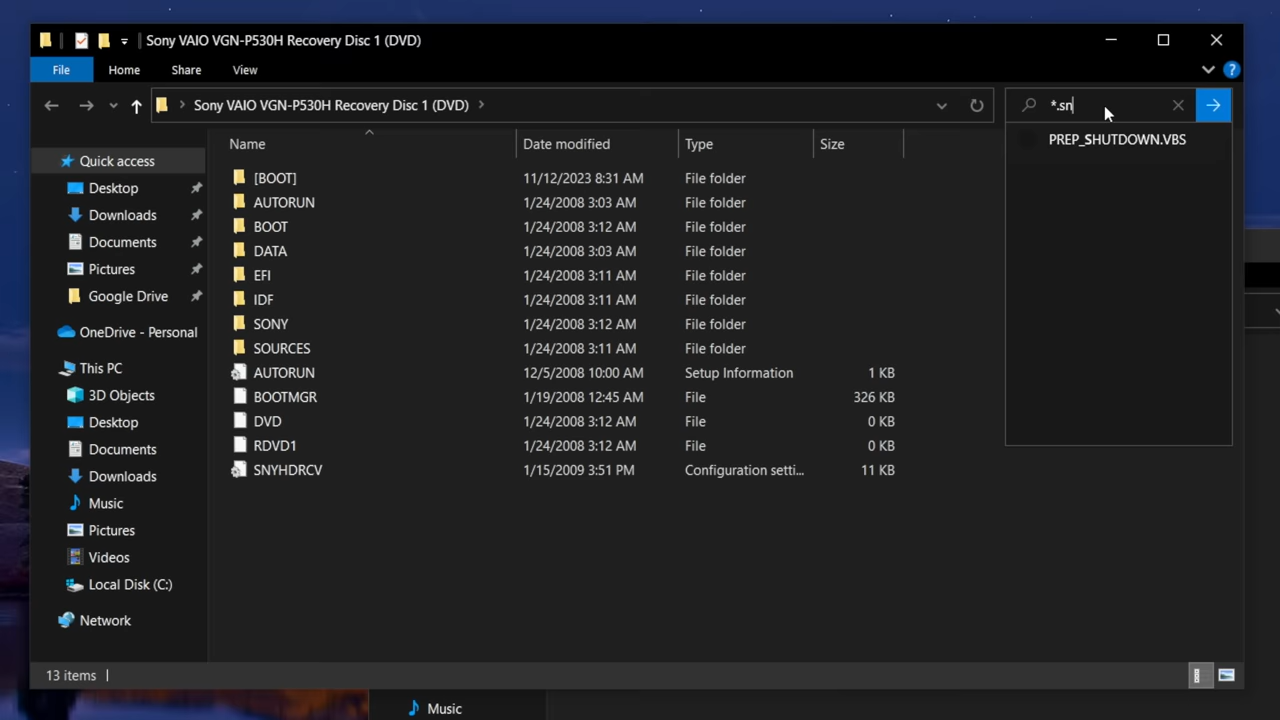 Sony VAIO VGN-P530H Recovery Disc 1 (DVD)
File Home Share View
Sony VAIO VGN-P530H Recovery Disc 1 (DVD)
*.sn
PREP_SHUTDOWN.VBS
Name Date modified Type Size
[BOOT] 11/12/2023 8:31 AM File folder
AUTORUN 1/24/2008 3:03 AM File folder
BOOT 1/24/2008 3:12 AM File folder
DATA 1/24/2008 3:03 AM File folder
EFI 1/24/2008 3:11 AM File folder
IDF 1/24/2008 3:11 AM File folder
SONY 1/24/2008 3:12 AM File folder
SOURCES 1/24/2008 3:11 AM File folder
AUTORUN 12/5/2008 10:00 AM Setup Information 1 KB
BOOTMGR 1/19/2008 12:45 AM File 326 KB
DVD 1/24/2008 3:12 AM File 0 KB
RDVD1 1/24/2008 3:12 AM File 0 KB
SNYHDRCV 1/15/2009 3:51 PM Configuration setti... 11 KB
Quick access
Desktop
Downloads
Documents
Pictures
Google Drive
OneDrive - Personal
This PC
3D Objects
Desktop
Documents
Downloads
Music
Pictures
Videos
Local Disk (C:)
Network
13 items
Music